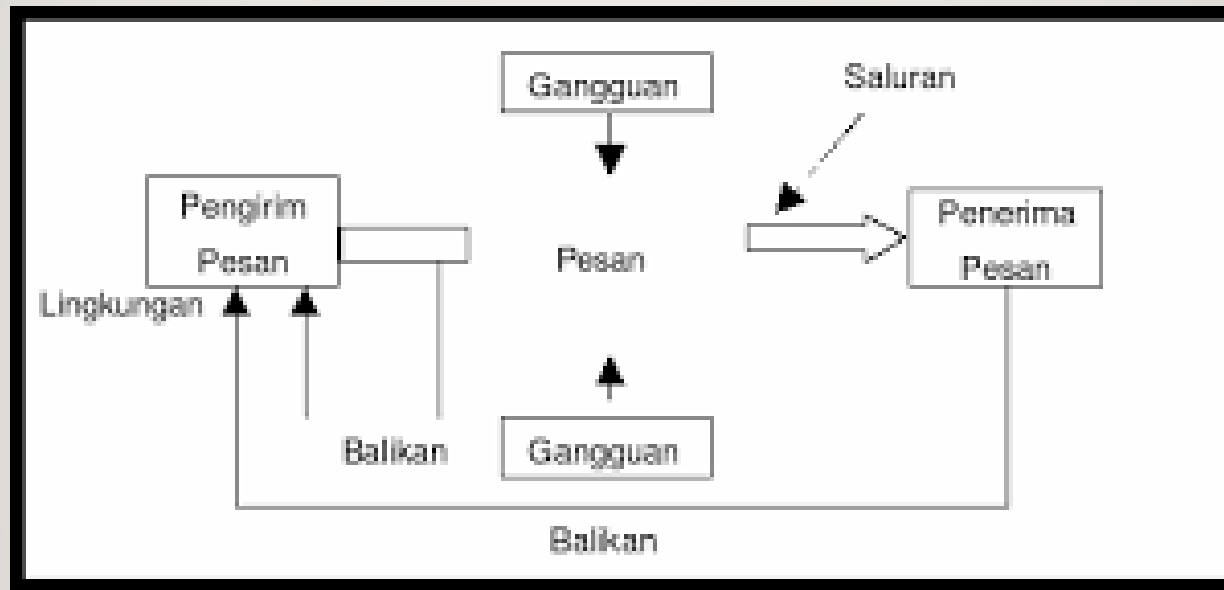 Gangguan
Saluran
Pengirim
Pesan
Pesan
Penerima
Pesan
Lingkungan
Balikan
Gangguan
Balikan